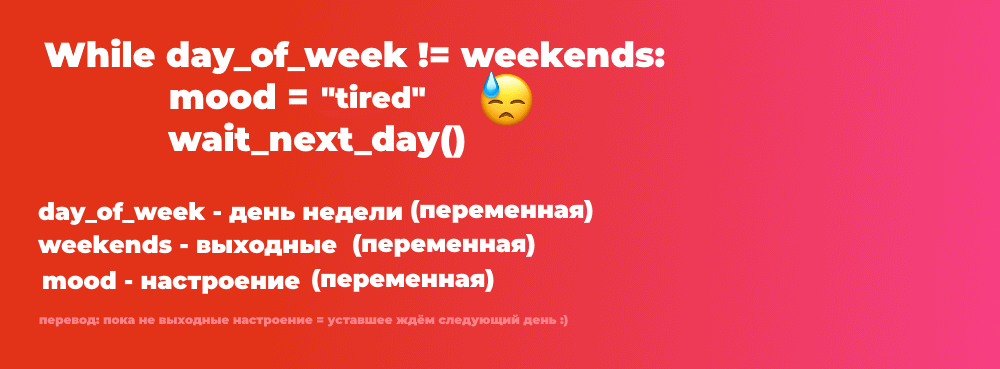 While day_of_week != weekends:
mood = "tired"
wait_next_day()
day_of_week - день недели (переменная)
weekends - выходные (переменная)
mood - настроение (переменная)
перевод: пока не выходные настроение = уставшее ждём следующий день :)